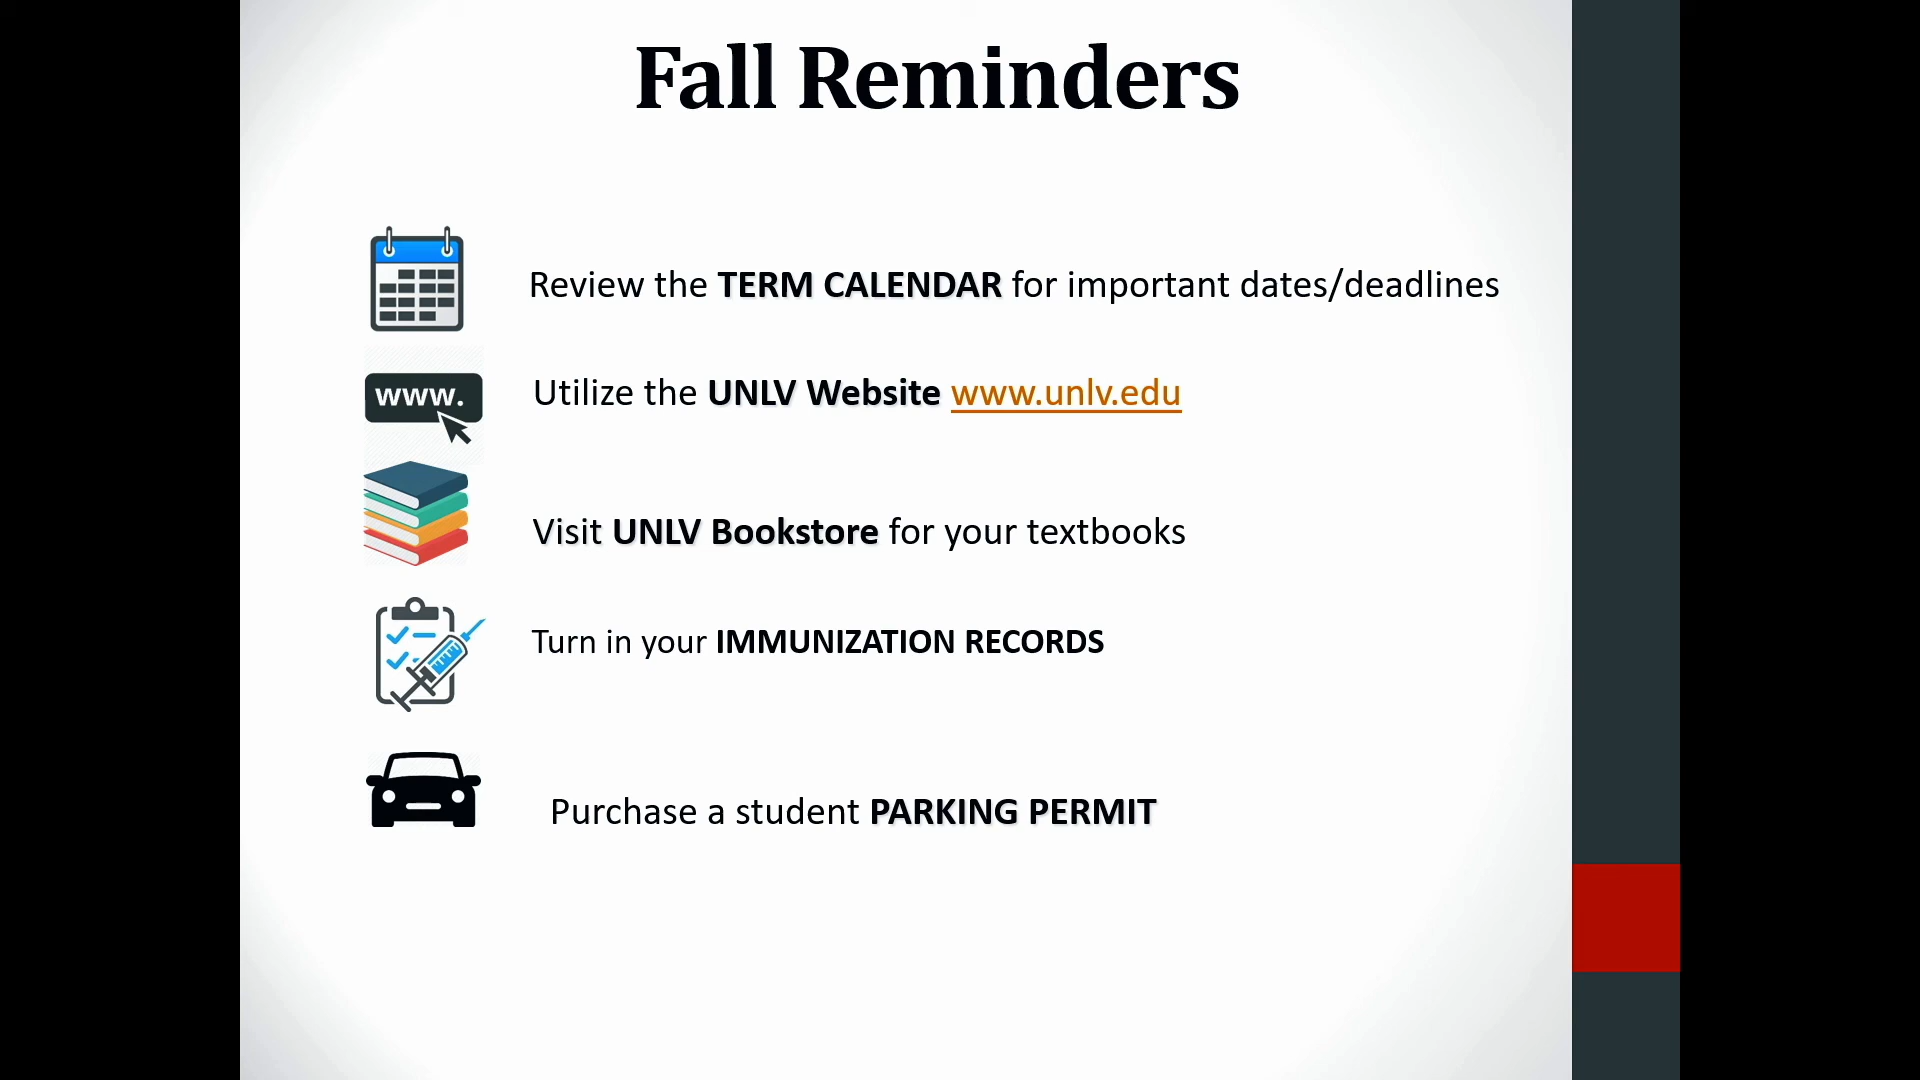 Fall Reminders
Review the TERM CALENDAR for important dates/deadlines
www.
Utilize the UNLV Website www.unlv.edu
Visit UNLV Bookstore for your textbooks
Turn in your IMMUNIZATION RECORDS
Purchase a student PARKING PERMIT